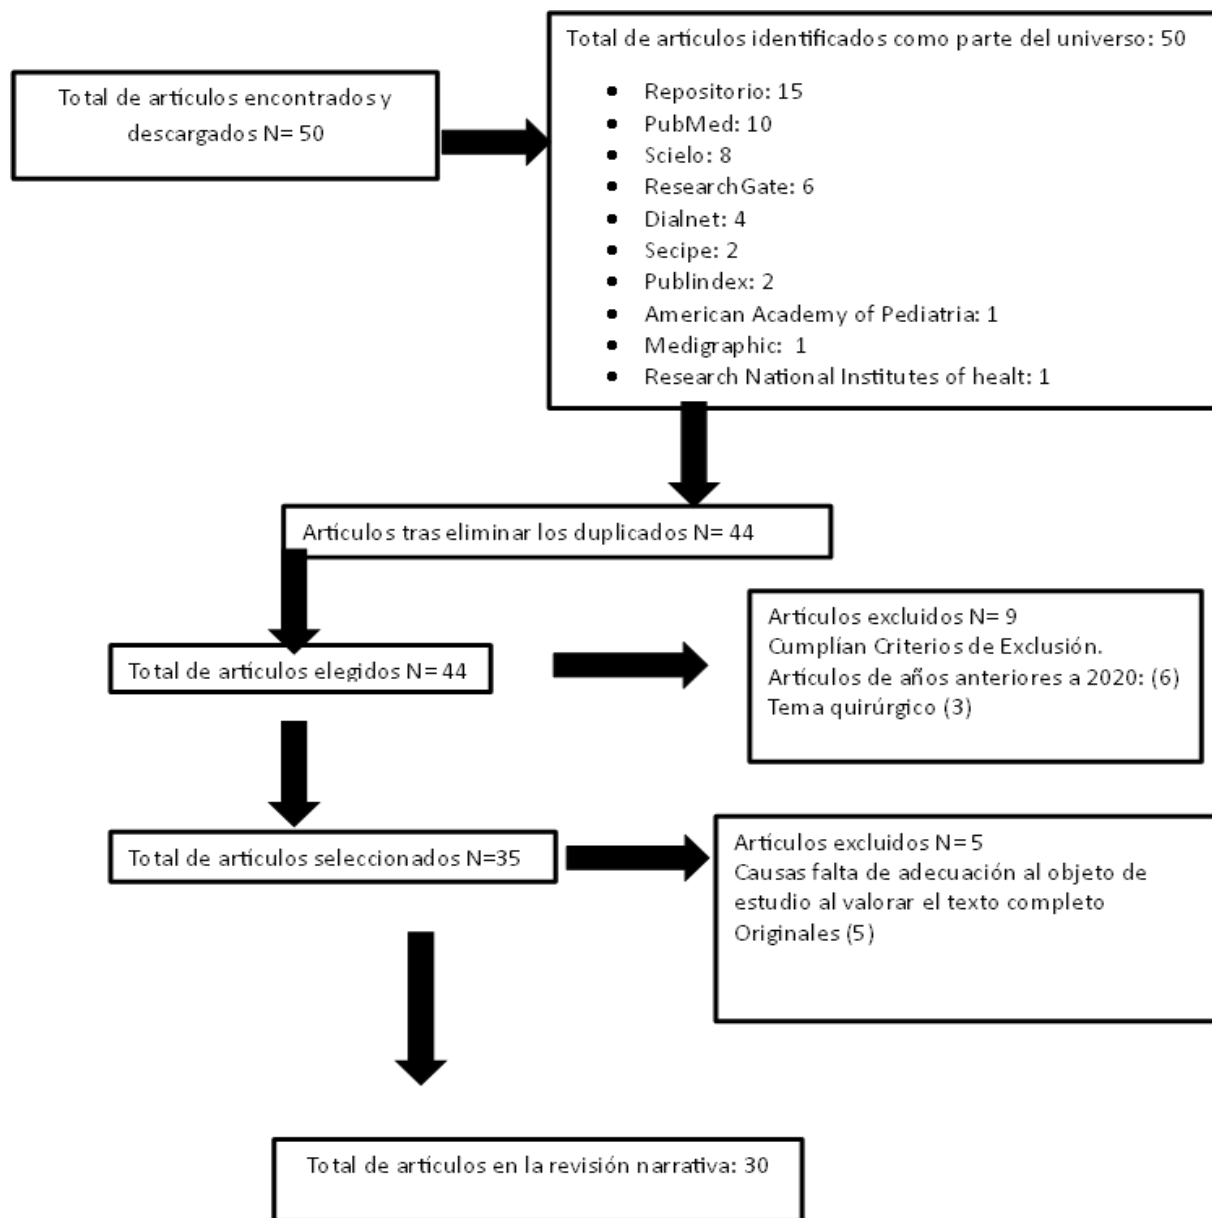 Total de artículos encontrados y
descargados N= 50
Total de artículos identificados como parte del universo: 50
• Repositorio: 15
• PubMed: 10
• Scielo: 8
• ResearchGate: 6
• Dialnet: 4
• Secipe: 2
• Publindex: 2
• American Academy of Pediatria: 1
• Medigraphic: 1
• Research National Institutes of healt: 1
Artículos tras eliminar los duplicados N= 44
Total de artículos elegidos N= 44
Artículos excluidos N= 9
Cumplían Criterios de Exclusión.
Artículos de años anteriores a 2020: (6)
Tema quirúrgico (3)
Total de artículos seleccionados N=35
Artículos excluidos N= 5
Causas falta de adecuación al objeto de
estudio al valorar el texto completo
Originales (5)
Total de artículos en la revisión narrativa: 30